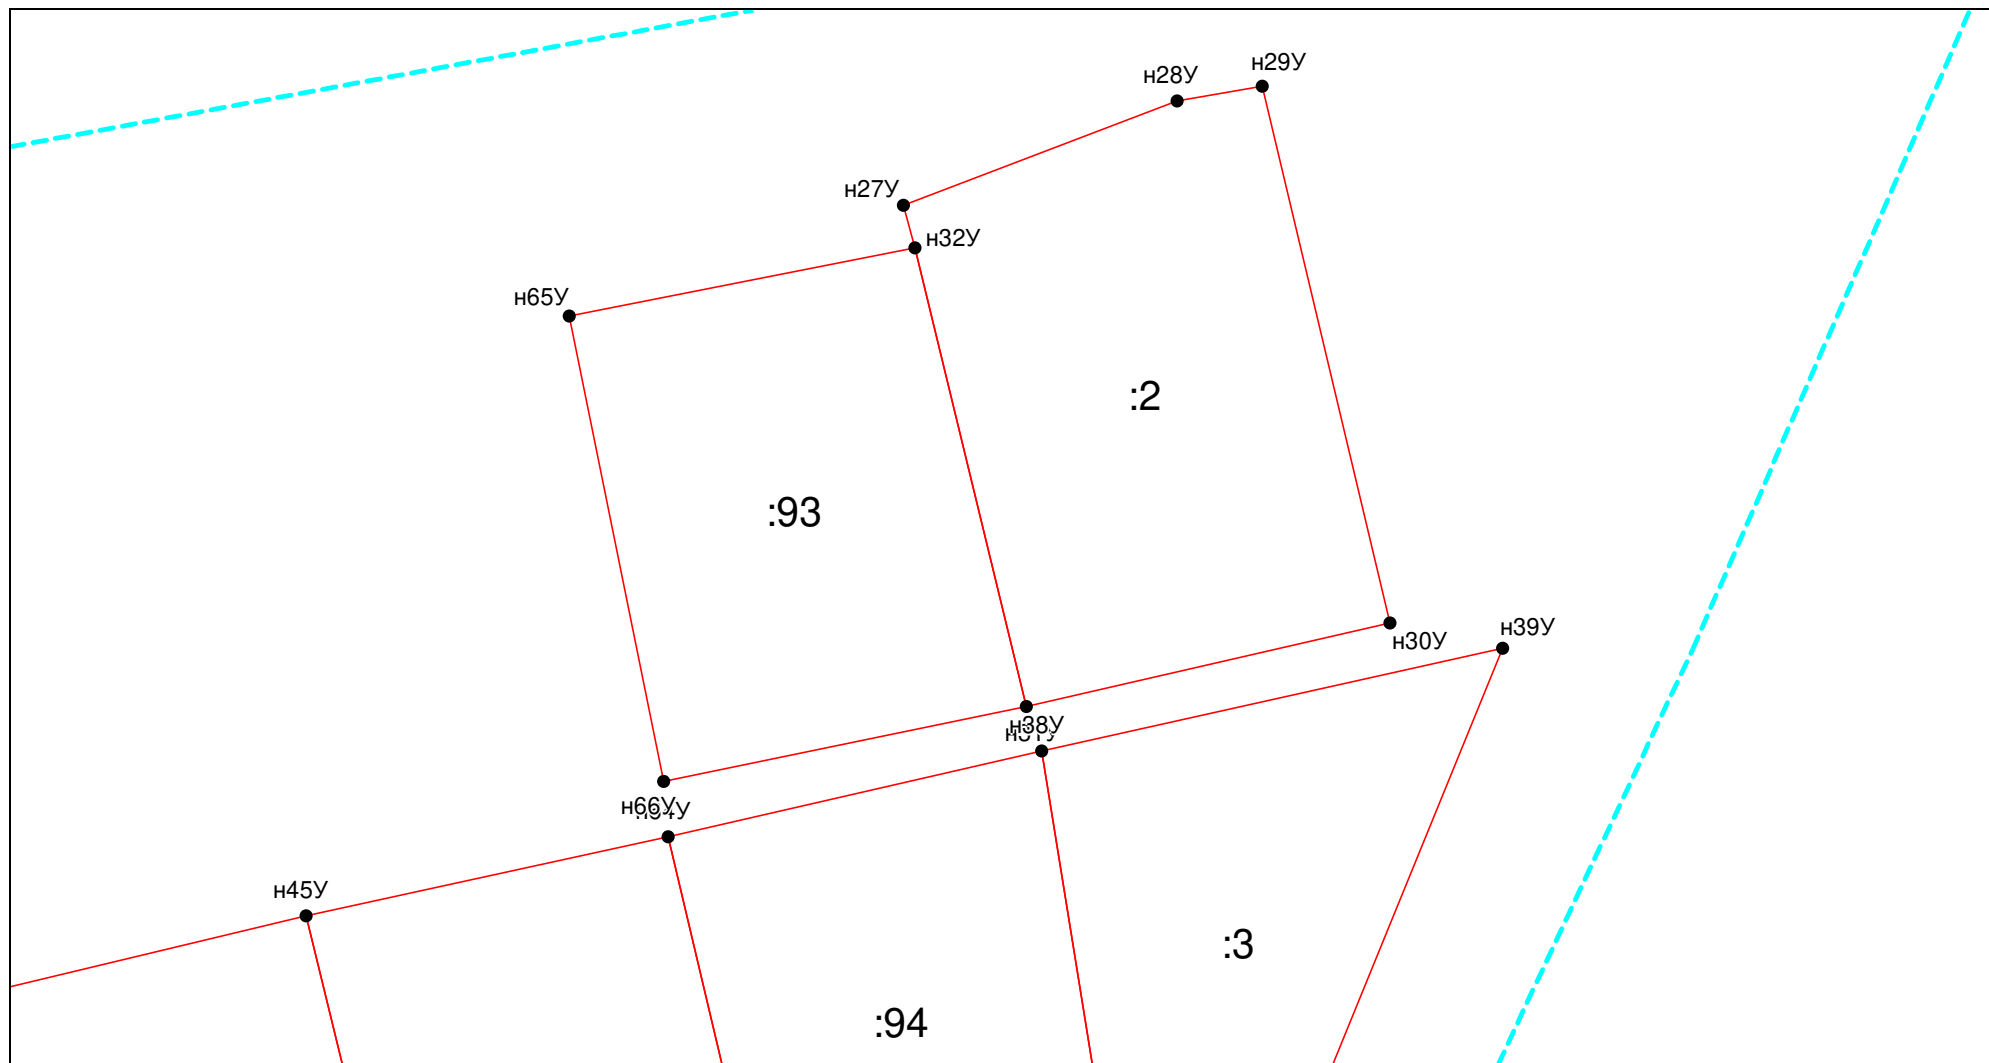 н29У
н28У
н27У
н32У
н65У
:2
:93
н39У
н30У
н38У
н66У
н45У
:3
:94